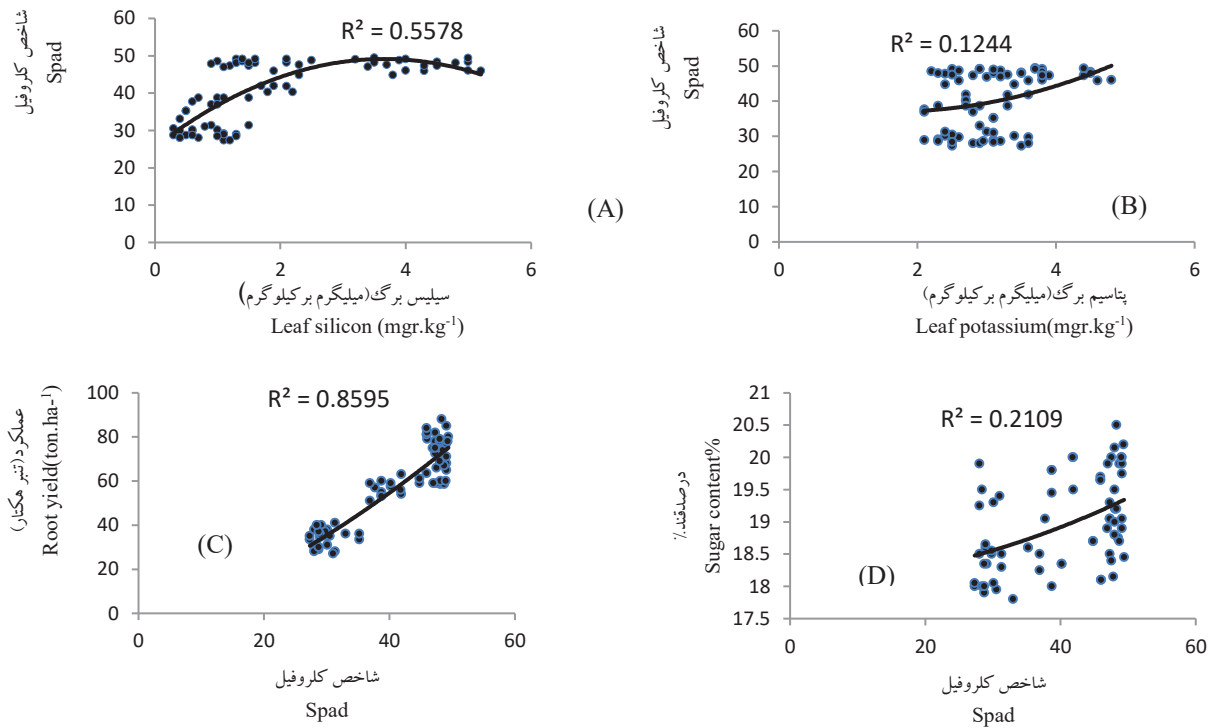 شاخص کلروفیل
Spad
R² = 0.5578
60
50
40
30
20
10
0
0
2
4
6
(A)
سیلیس برگ(میلیگرم برکیلوگرم)
Leaf silicon (mgr.kg⁻¹)
شاخص کلروفیل
Spad
R² = 0.1244
60
50
40
30
20
10
0
0
2
4
6
(B)
پتاسیم برگ(میلیگرم برکیلوگرم)
Leaf potassium(mgr.kg⁻¹)
عملکرد(تنبر هکتار)
Root yield(ton.ha-¹)
R² = 0.8595
100
80
60
40
20
0
0
20
40
60
(C)
شاخص کلروفیل
Spad
درصدقند٪
Sugar content%
R² = 0.2109
21
20.5
20
19.5
19
18.5
18
17.5
0
20
40
60
(D)
شاخص کلروفیل
Spad